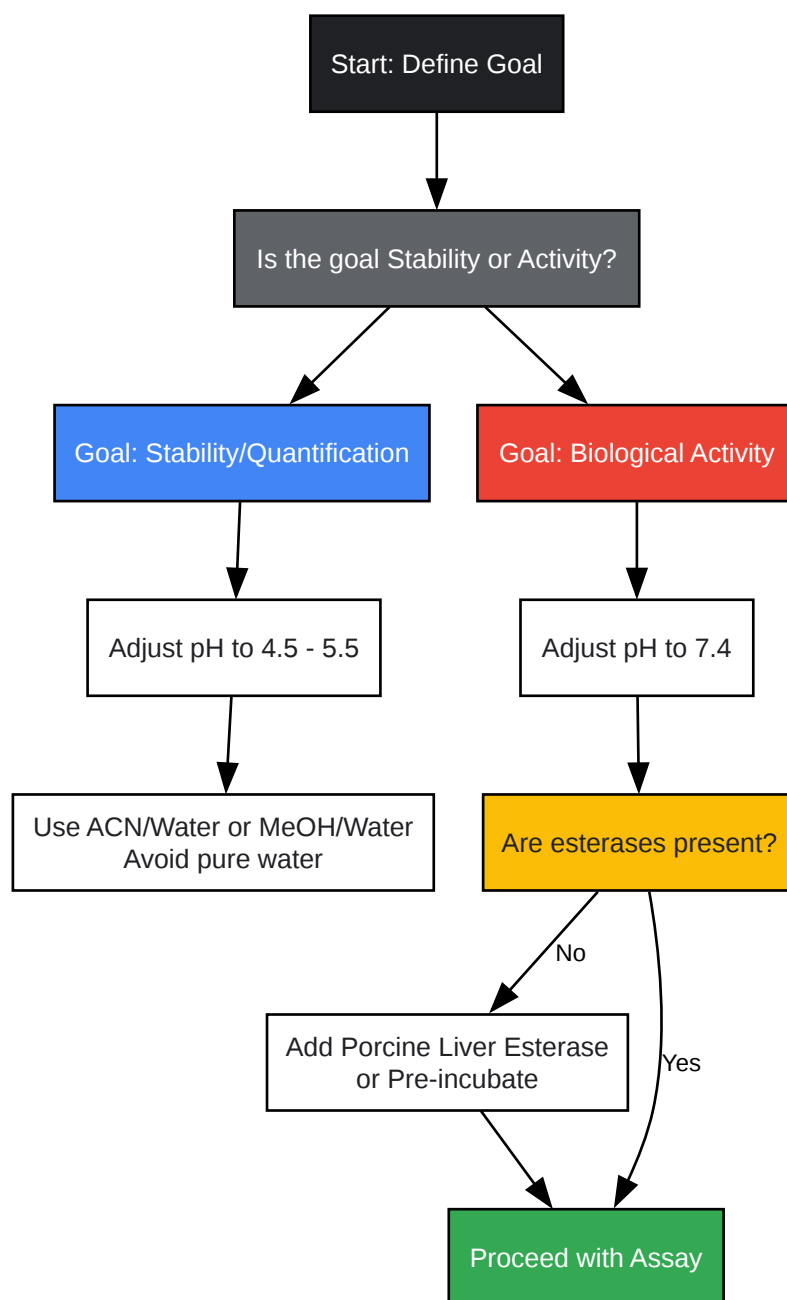 Start: Define Goal
Is the goal Stability or Activity?
Goal: Stability/Quantification
Goal: Biological Activity
Adjust pH to 4.5 - 5.5
Adjust pH to 7.4
Use ACN/Water or MeOH/Water
Avoid pure water
Are esterases present?
No
Add Porcine Liver Esterase
or Pre-incubate
Yes
Proceed with Assay